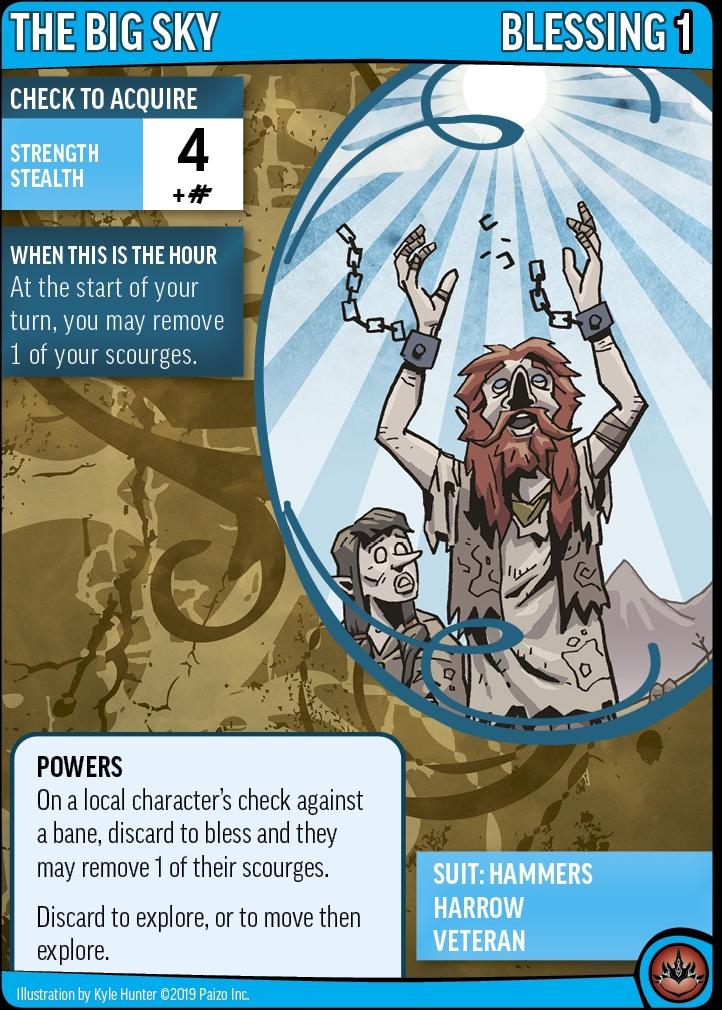 THE BIG SKY BLESSING 1
CHECK TO ACQUIRE
STRENGTH
STEALTH
4
+#
WHEN THIS IS THE HOUR
At the start of your
turn, you may remove
1 of your scourges.
POWERS
On a local character's check against
a bane, discard to bless and they
may remove 1 of their scourges.
Discard to explore, or to move then
explore.
SUIT: HAMMERS
HARROW
VETERAN
Illustration by Kyle Hunter ©2019 Paizo Inc.